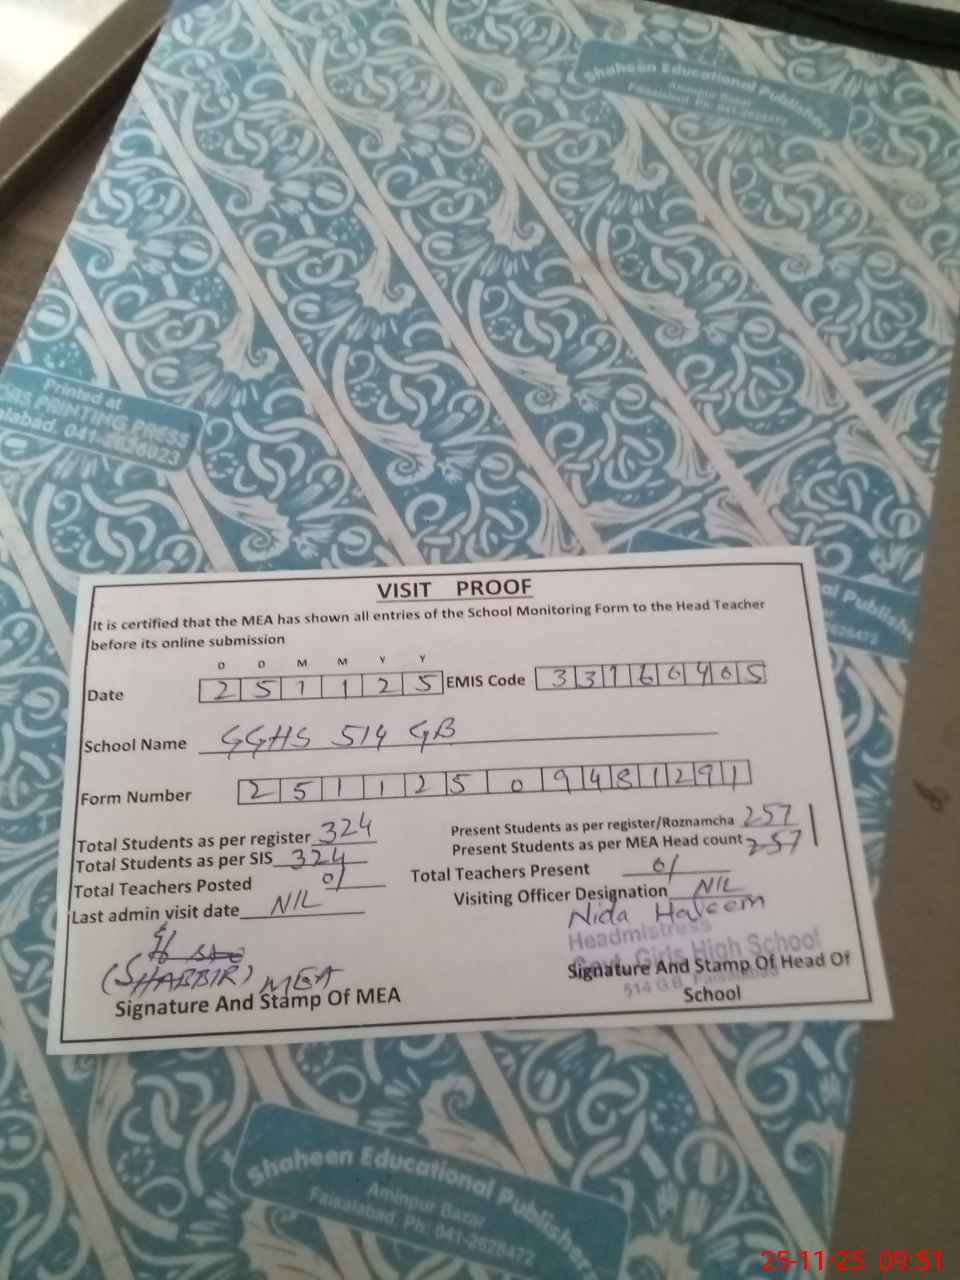 Shaheen Educational Publishers
Aminpur Bazar
Faisalabad. Ph:
Printed at
PRINTING PRESS
041-2626023
VISIT PROOF
It is certified that the MEA has shown all entries of the School Monitoring Form to the Head Teacher
before its online submission
D D M M Y Y
Date 2 5 1 1 2 5 EMIS Code 3 3 1 6 0 4 0 5
School Name GGHS 514 GB
Form Number 2 5 1 1 2 5 0 9 4 8 1 2 9 1
Total Students as per register 324 Present Students as per register/Roznamcha 257
Total Students as per SIS 324 Present Students as per MEA Head count 257
Total Teachers Posted 01 Total Teachers Present 01
Last admin visit date NIL Visiting Officer Designation NIL
Nida Haleem
Headmistress
Govt. Girls High School
514 G.B.
(SHABBIR) MEA
Signature And Stamp Of MEA
Signature And Stamp Of Head Of
School
Shaheen Educational Publishers
Aminpur Bazar
Faisalabad. Ph: 041-2626472
25-11-25 09:51